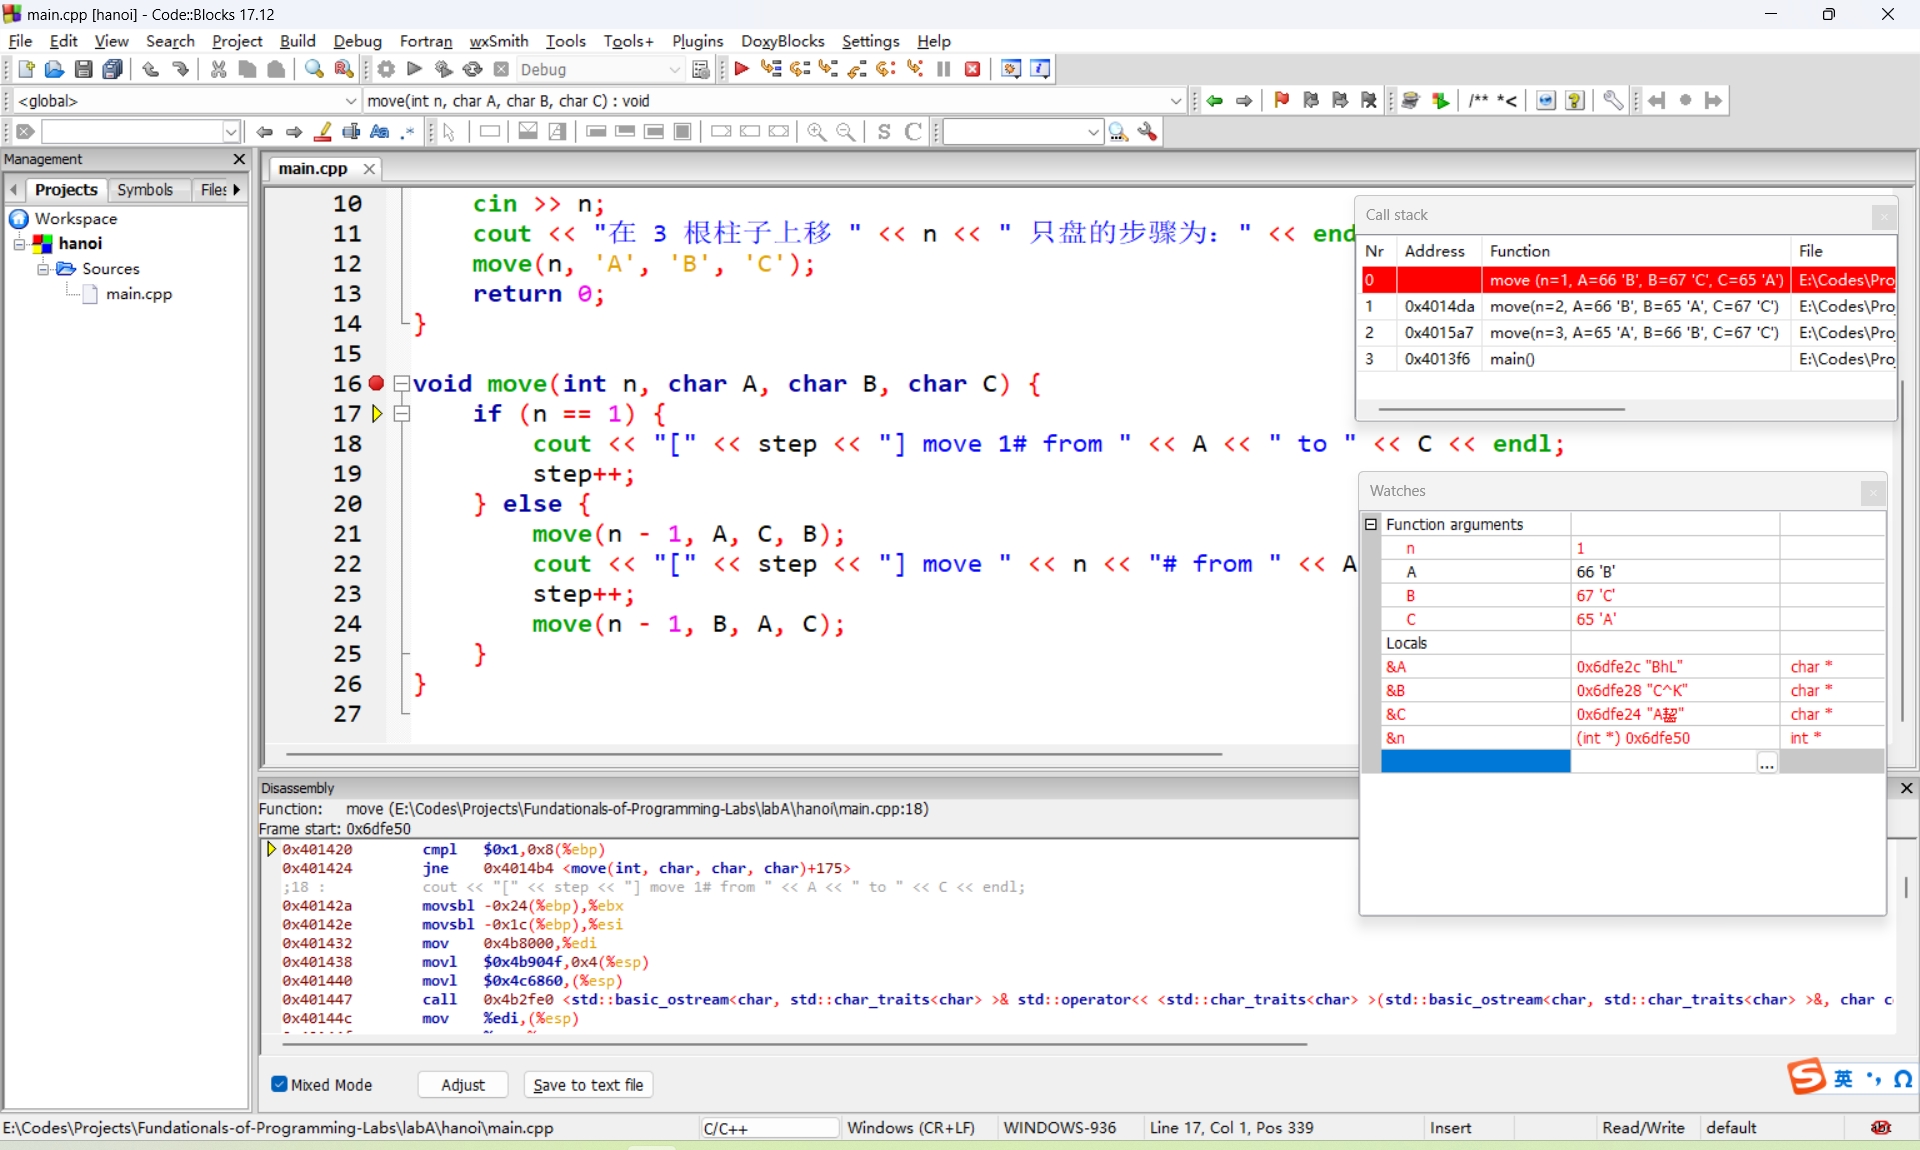 main.cpp [hanoi] - Code::Blocks 17.12
File Edit View Search Project Build Debug Fortran wxSmith Tools Tools+ Plugins DoxyBlocks Settings Help
Debug
<global> move(int n, char A, char B, char C) : void
/** *<
Aa .*
S C
Management
Projects Symbols Files
Workspace
hanoi
Sources
main.cpp
main.cpp
10 cin >> n;
11 cout << "在 3 根柱子上移 " << n << " 只盘的步骤为: " << end
12 move(n, 'A', 'B', 'C');
13 return 0;
14 }
15
16 void move(int n, char A, char B, char C) {
17 if (n == 1) {
18 cout << "[" << step << "] move 1# from " << A << " to " << C << endl;
19 step++;
20 } else {
21 move(n - 1, A, C, B);
22 cout << "[" << step << "] move " << n << "# from " << A
23 step++;
24 move(n - 1, B, A, C);
25 }
26 }
27
Call stack
Nr Address Function File
0 move (n=1, A=66 'B', B=67 'C', C=65 'A') E:\Codes\Pro
1 0x4014da move(n=2, A=66 'B', B=65 'A', C=67 'C') E:\Codes\Pro
2 0x4015a7 move(n=3, A=65 'A', B=66 'B', C=67 'C') E:\Codes\Pro
3 0x4013f6 main() E:\Codes\Pro
Watches
Function arguments
n 1
A 66 'B'
B 67 'C'
C 65 'A'
Locals
&A 0x6dfe2c "BhL" char *
&B 0x6dfe28 "C^K" char *
&C 0x6dfe24 "A char *
&n (int *) 0x6dfe50 int *
...
Disassembly
Function: move (E:\Codes\Projects\Fundationals-of-Programming-Labs\labA\hanoi\main.cpp:18)
Frame start: 0x6dfe50
0x401420 cmpl $0x1,0x8(%ebp)
0x401424 jne 0x4014b4 <move(int, char, char, char)+175>
;18 : cout << "[" << step << "] move 1# from " << A << " to " << C << endl;
0x40142a movsbl -0x24(%ebp),%ebx
0x40142e movsbl -0x1c(%ebp),%esi
0x401432 mov 0x4b8000,%edi
0x401438 movl $0x4b904f,0x4(%esp)
0x401440 movl $0x4c6860,(%esp)
0x401447 call 0x4b2fe0 <std::basic_ostream<char, std::char_traits<char> >& std::operator<< <std::char_traits<char> >(std::basic_ostream<char, std::char_traits<char> >&, char c
0x40144c mov %edi,(%esp)
Mixed Mode Adjust Save to text file
S 英 Ω
E:\Codes\Projects\Fundationals-of-Programming-Labs\labA\hanoi\main.cpp C/C++ Windows (CR+LF) WINDOWS-936 Line 17, Col 1, Pos 339 Insert Read/Write default abc